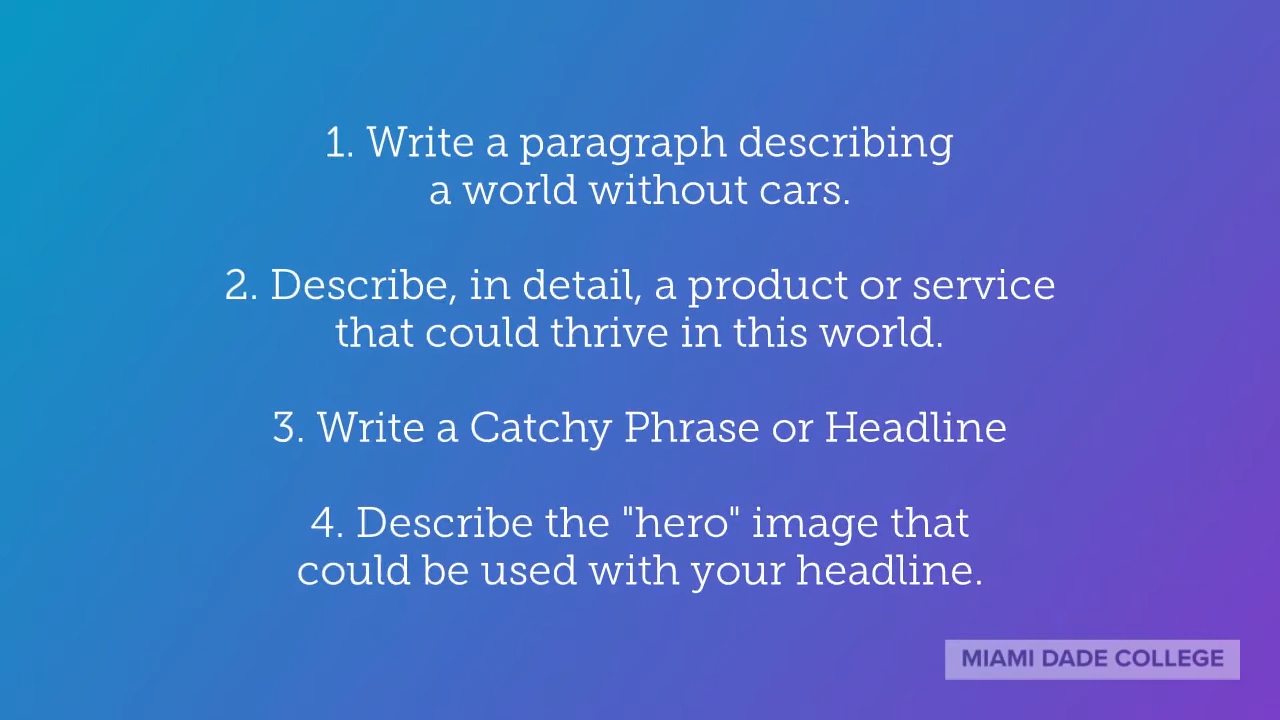 1. Write a paragraph describing
a world without cars.
2. Describe, in detail, a product or service
that could thrive in this world.
3. Write a Catchy Phrase or Headline
4. Describe the "hero" image that
could be used with your headline.
MIAMI DADE COLLEGE